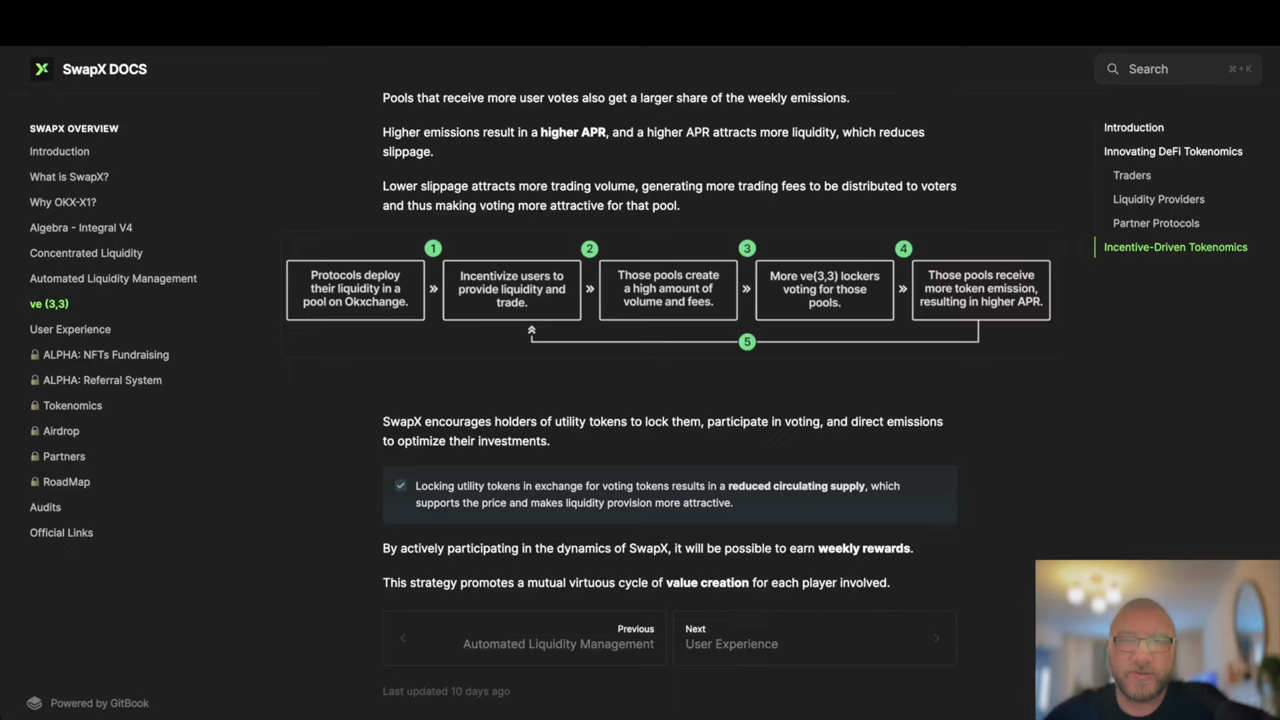 SwapX DOCS
Search
⌘+K
SWAPX OVERVIEW
Introduction
What is SwapX?
Why OKX-X1?
Algebra - Integral V4
Concentrated Liquidity
Automated Liquidity Management
ve (3,3)
User Experience
ALPHA: NFTs Fundraising
ALPHA: Referral System
Tokenomics
Airdrop
Partners
RoadMap
Audits
Official Links
Powered by GitBook
Pools that receive more user votes also get a larger share of the weekly emissions.
Higher emissions result in a higher APR, and a higher APR attracts more liquidity, which reduces
slippage.
Lower slippage attracts more trading volume, generating more trading fees to be distributed to voters
and thus making voting more attractive for that pool.
1
2
3
4
Protocols deploy
their liquidity in a
pool on Okxchange.
Incentivize users to
provide liquidity and
trade.
Those pools create
a high amount of
volume and fees.
More ve(3,3) lockers
voting for those
pools.
Those pools receive
more token emission,
resulting in higher APR.
5
SwapX encourages holders of utility tokens to lock them, participate in voting, and direct emissions
to optimize their investments.
Locking utility tokens in exchange for voting tokens results in a reduced circulating supply, which
supports the price and makes liquidity provision more attractive.
By actively participating in the dynamics of SwapX, it will be possible to earn weekly rewards.
This strategy promotes a mutual virtuous cycle of value creation for each player involved.
Previous
Automated Liquidity Management
Next
User Experience
Last updated 10 days ago
Introduction
Innovating DeFi Tokenomics
Traders
Liquidity Providers
Partner Protocols
Incentive-Driven Tokenomics